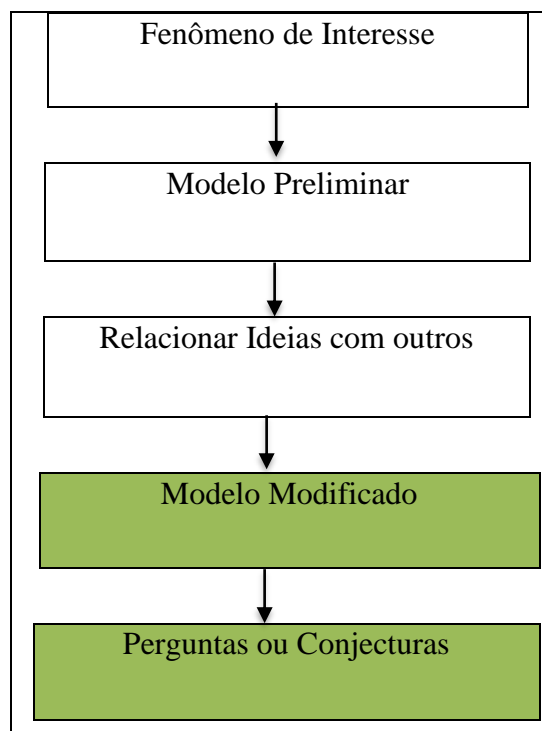 Fenômeno de Interesse
Modelo Preliminar
Relacionar Ideias com outros
Modelo Modificado
Perguntas ou Conjecturas